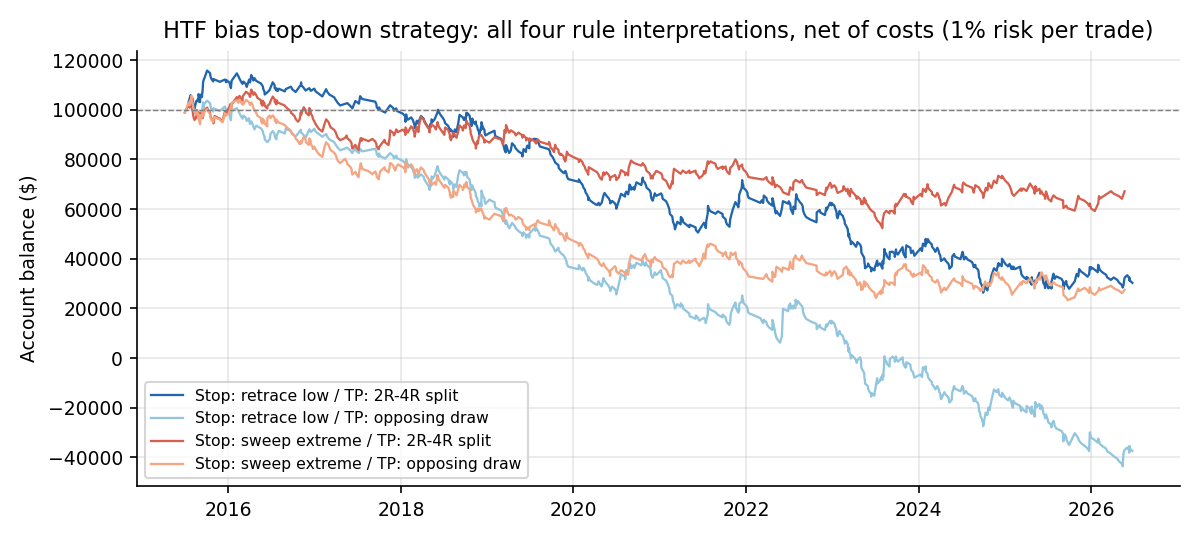 HTF bias top-down strategy: all four rule interpretations, net of costs (1% risk per trade)
Account balance ($)
120000
100000
80000
60000
40000
20000
0
−20000
−40000
Stop: retrace low / TP: 2R-4R split
Stop: retrace low / TP: opposing draw
Stop: sweep extreme / TP: 2R-4R split
Stop: sweep extreme / TP: opposing draw
2016 2018 2020 2022 2024 2026